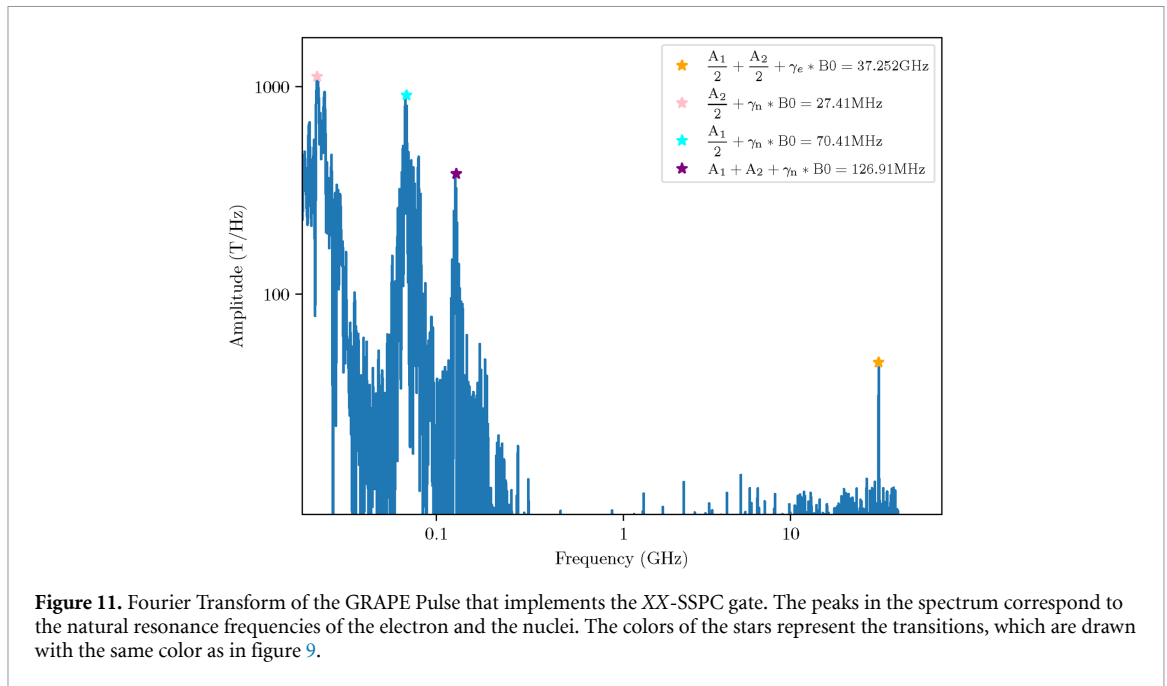 1000
100
Amplitude (T/Hz)
0.1
1
10
Frequency (GHz)
A₁/2 + A₂/2 + γₑ * B0 = 37.252GHz
A₂/2 + γₙ * B0 = 27.41MHz
A₁/2 + γₙ * B0 = 70.41MHz
A₁ + A₂ + γₙ * B0 = 126.91MHz
Figure 11. Fourier Transform of the GRAPE Pulse that implements the XX-SSPC gate. The peaks in the spectrum correspond to
the natural resonance frequencies of the electron and the nuclei. The colors of the stars represent the transitions, which are drawn
with the same color as in figure 9.